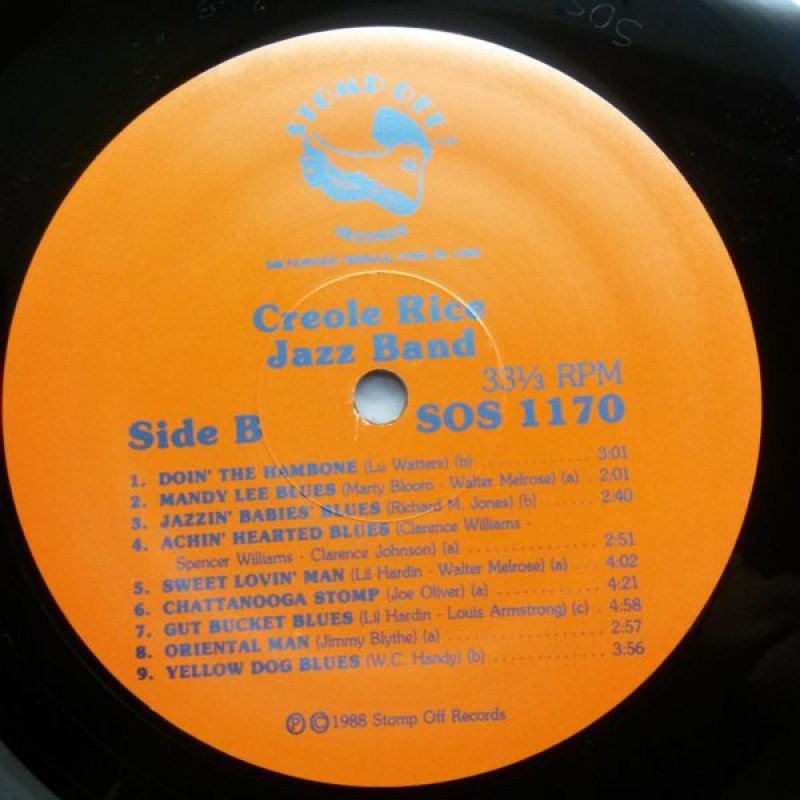 SOS
STOMP OFF
RECORDS
Creole Rice
Jazz Band
33⅓ RPM
Side B
SOS 1170
1. DOIN' THE HAMBONE (Lu Watters) (b) .................. 3:01
2. MANDY LEE BLUES (Marty Bloom - Walter Melrose) (a) . 2:01
3. JAZZIN' BABIES' BLUES (Richard M. Jones) (b) ......... 2:40
4. ACHIN' HEARTED BLUES (Clarence Williams -
Spencer Williams - Clarence Johnson) (a) ............... 2:51
5. SWEET LOVIN' MAN (Lil Hardin - Walter Melrose) (a) ... 4:02
6. CHATTANOOGA STOMP (Joe Oliver) (a) ............... 4:21
7. GUT BUCKET BLUES (Lil Hardin - Louis Armstrong) (c) . 4:58
8. ORIENTAL MAN (Jimmy Blythe) (a) .................... 2:57
9. YELLOW DOG BLUES (W.C. Handy) (b) ................ 3:56
℗©1988 Stomp Off Records